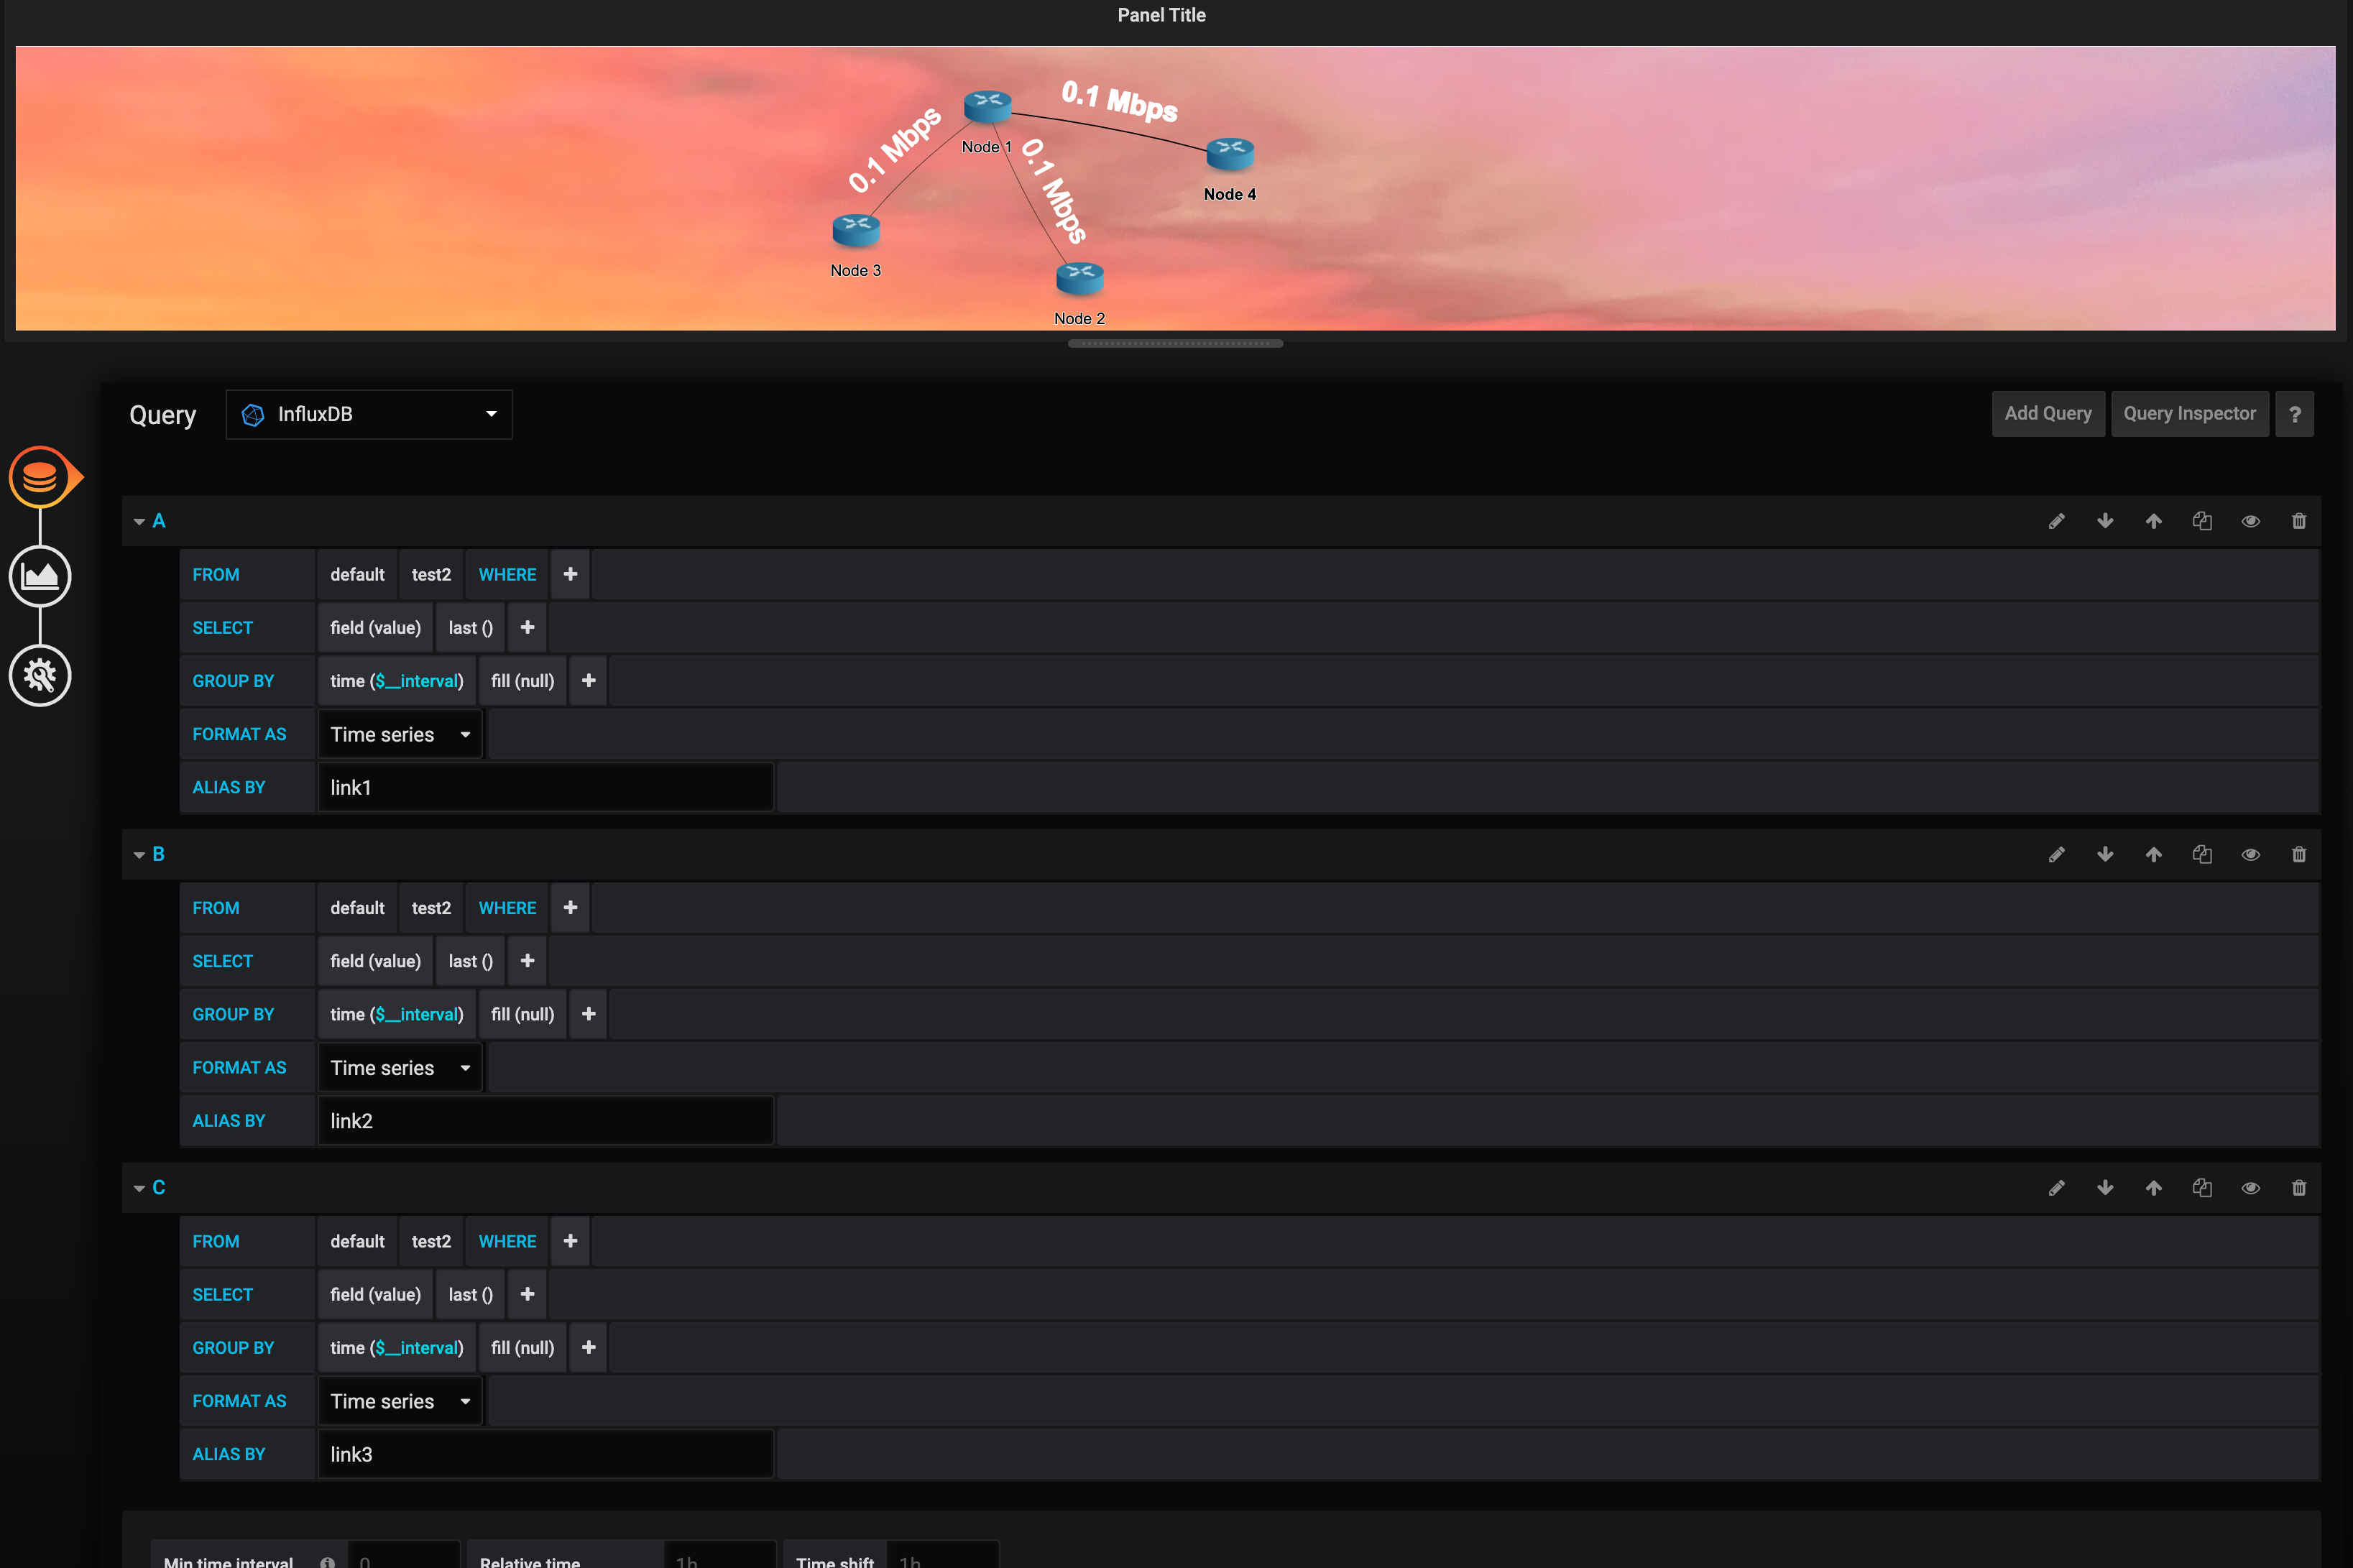 Panel Title
0.1 Mbps
0.1 Mbps
Node 1
0.1 Mbps
Node 4
Node 3
Node 2
Query InfluxDB Add Query Query Inspector ?
A
FROM default test2 WHERE +
SELECT field (value) last () +
GROUP BY time ($__interval) fill (null) +
FORMAT AS Time series
ALIAS BY link1
B
FROM default test2 WHERE +
SELECT field (value) last () +
GROUP BY time ($__interval) fill (null) +
FORMAT AS Time series
ALIAS BY link2
C
FROM default test2 WHERE +
SELECT field (value) last () +
GROUP BY time ($__interval) fill (null) +
FORMAT AS Time series
ALIAS BY link3
Min time interval 0 Relative time 1h Time shift 1h